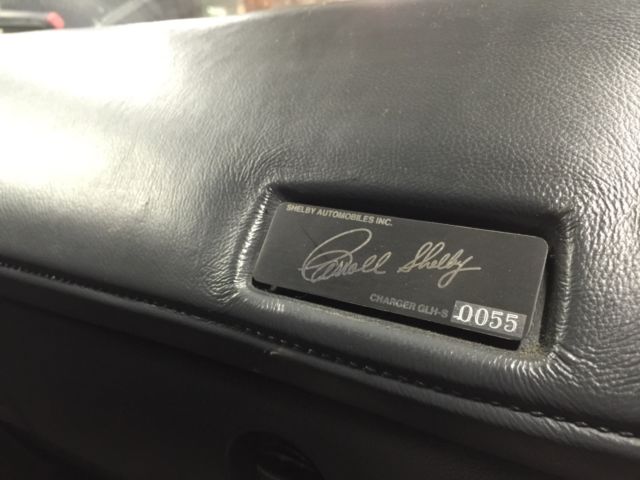 SHELBY AUTOMOBILES INC.
Carroll Shelby
CHARGER GLH-S 0055